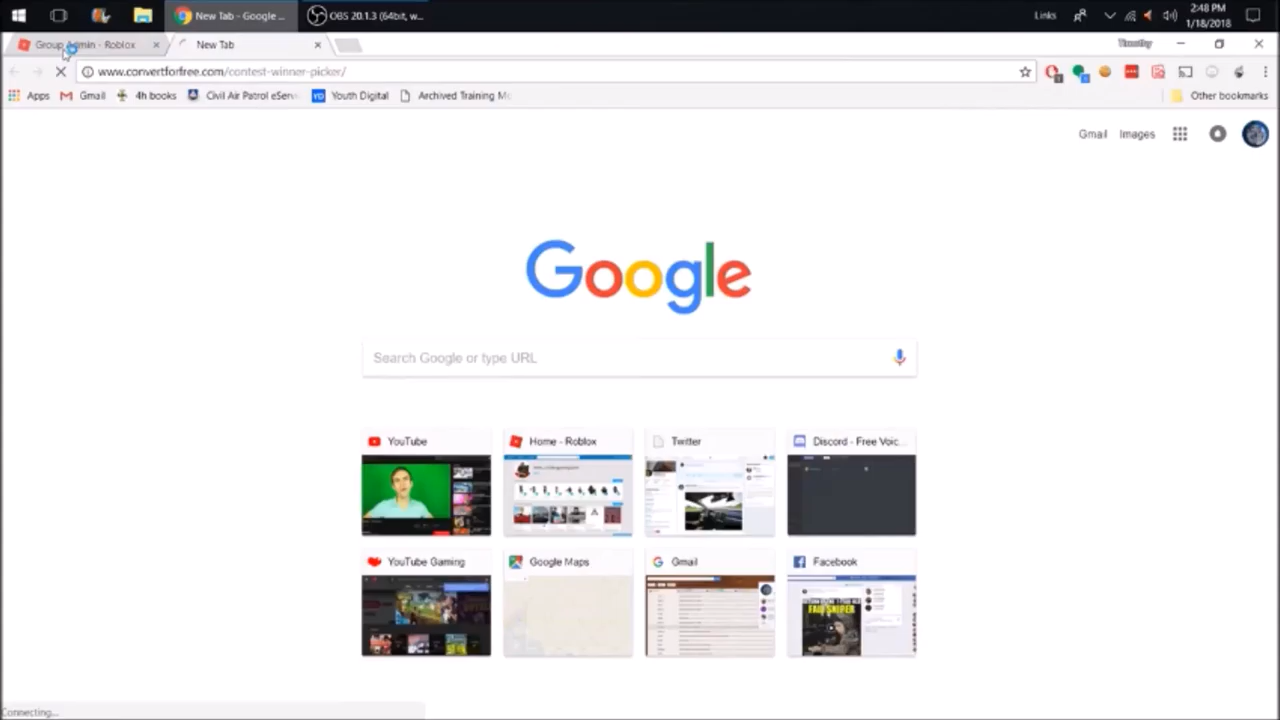 New Tab - Google ...
OBS 20.1.3 (64bit, w...
Links
2:48 PM
1/18/2018
Group Admin - Roblox
New Tab
Timothy
www.convertforfree.com/contest-winner-picker/
Apps
Gmail
4h books
Civil Air Patrol eServ
Youth Digital
Archived Training Mo
Other bookmarks
Gmail
Images
Google
Search Google or type URL
YouTube
Home - Roblox
Twitter
Discord - Free Voic...
YouTube Gaming
Google Maps
Gmail
Facebook
Connecting...